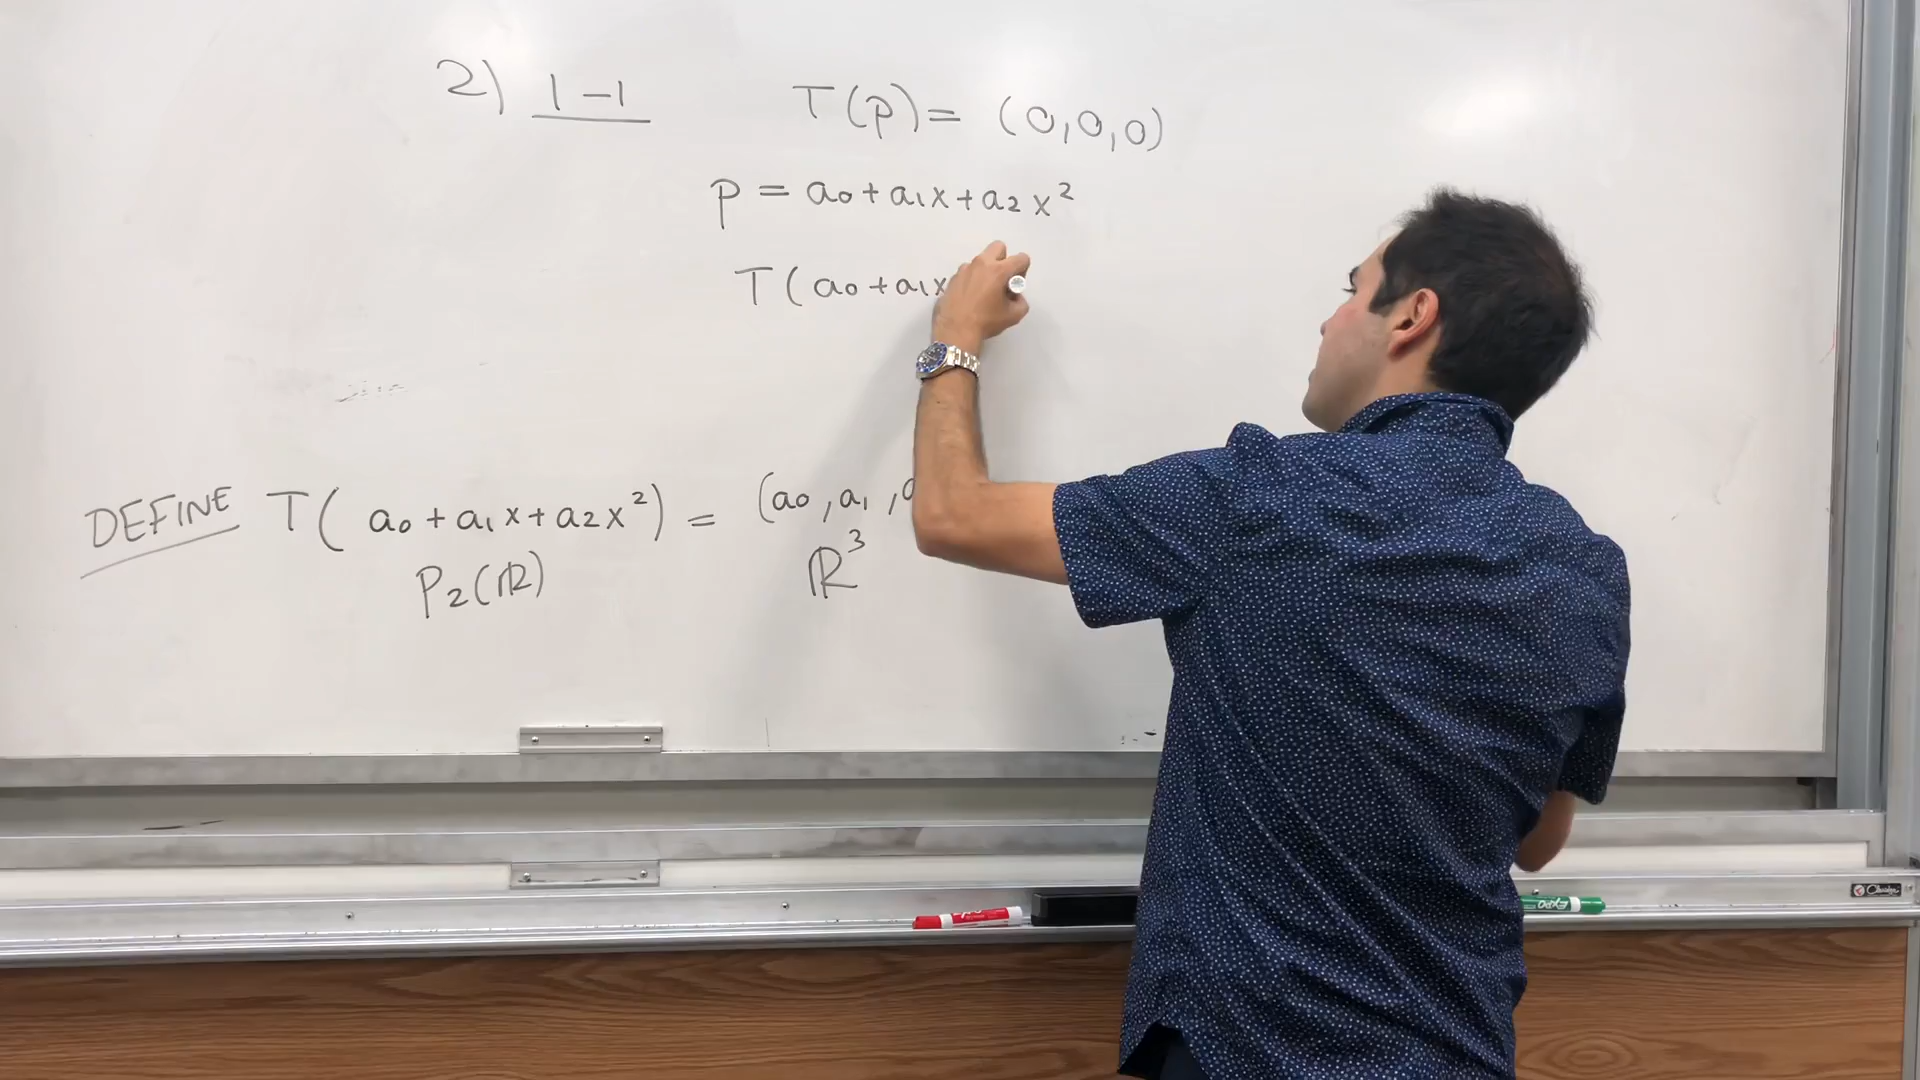 2) 1-1 T(p) = (0,0,0)
p = a₀ + a₁x + a₂x²
T(a₀ + a₁x
DEFINE T(a₀ + a₁x + a₂x²) = (a₀, a₁,
P₂(ℝ) ℝ³
EXPO